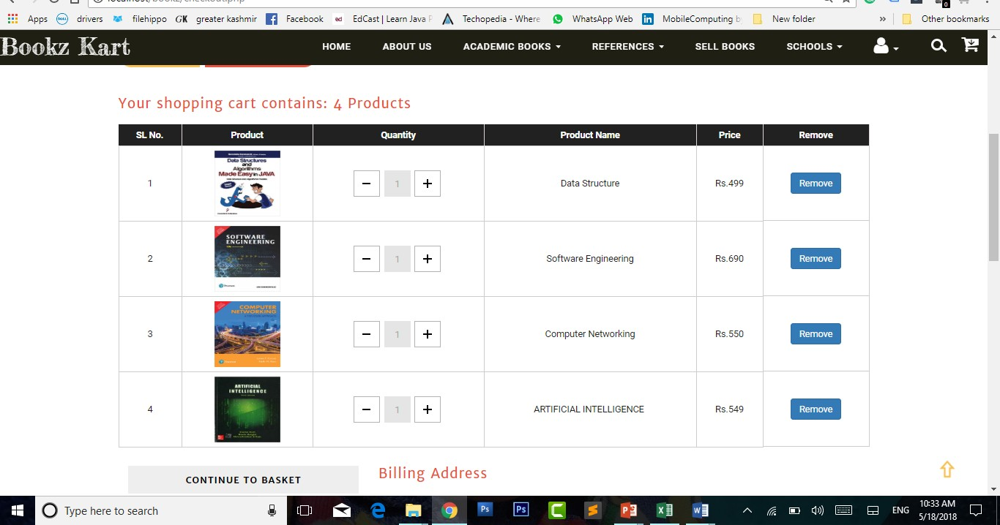 localhost/bookz/checkout.php
0
Apps drivers filehippo GK greater kashmir Facebook ed EdCast | Learn Java P Techopedia - Where WhatsApp Web in MobileComputing b New folder » Other bookmarks
Bookz Kart HOME ABOUT US ACADEMIC BOOKS REFERENCES SELL BOOKS SCHOOLS
Your shopping cart contains: 4 Products
SL No. Product Quantity Product Name Price Remove
Data Structures
and
Algorithms
Made Easy in JAVA
1 − 1 + Data Structure Rs.499 Remove
SOFTWARE
ENGINEERING
2 − 1 + Software Engineering Rs.690 Remove
Pearson
COMPUTER
NETWORKING
3 − 1 + Computer Networking Rs.550 Remove
Pearson
ARTIFICIAL
INTELLIGENCE
4 − 1 + ARTIFICIAL INTELLIGENCE Rs.549 Remove
CONTINUE TO BASKET Billing Address
Type here to search ENG 10:33 AM
5/18/2018